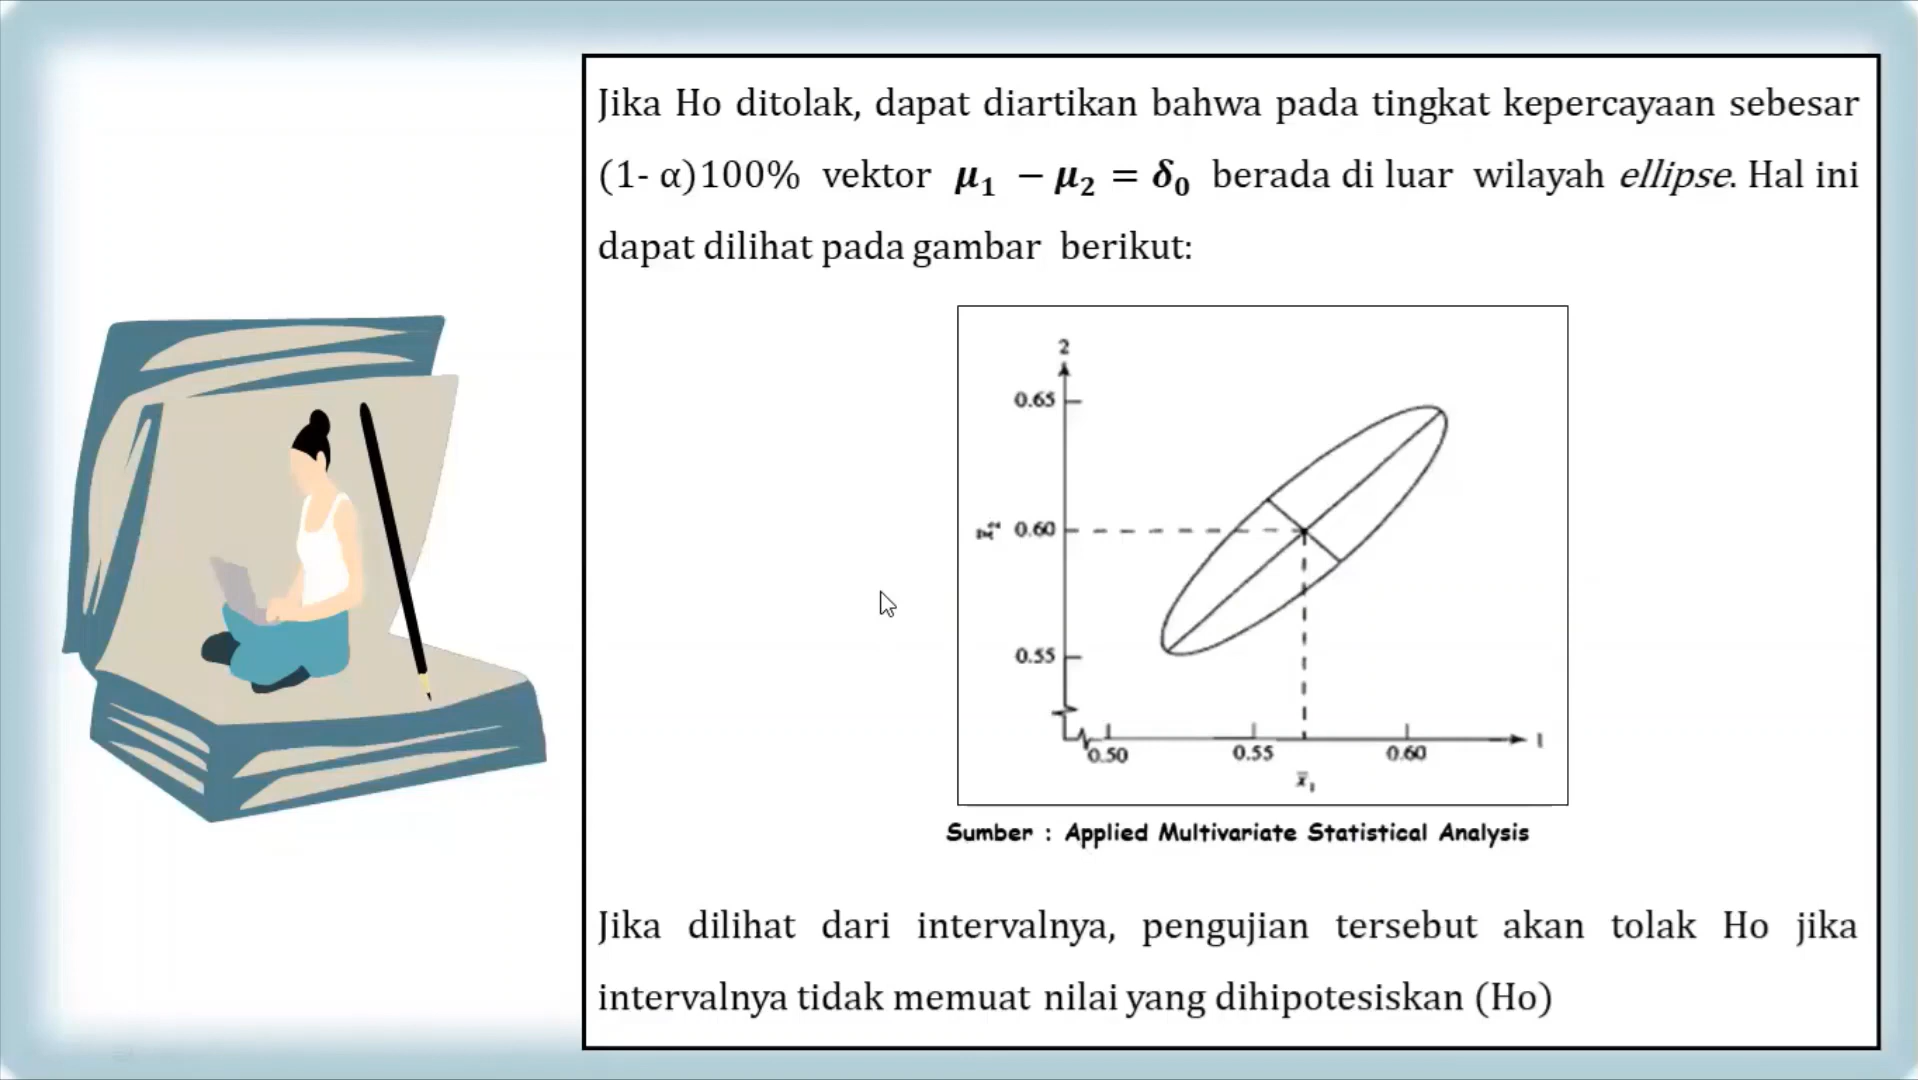 Jika Ho ditolak, dapat diartikan bahwa pada tingkat kepercayaan sebesar
(1- α)100% vektor μ₁ − μ₂ = δ₀ berada di luar wilayah ellipse. Hal ini
dapat dilihat pada gambar berikut:
2
0.65
x̄₂ 0.60
0.55
0.50 0.55 0.60 1
x̄₁
Sumber : Applied Multivariate Statistical Analysis
Jika dilihat dari intervalnya, pengujian tersebut akan tolak Ho jika
intervalnya tidak memuat nilai yang dihipotesiskan (Ho)